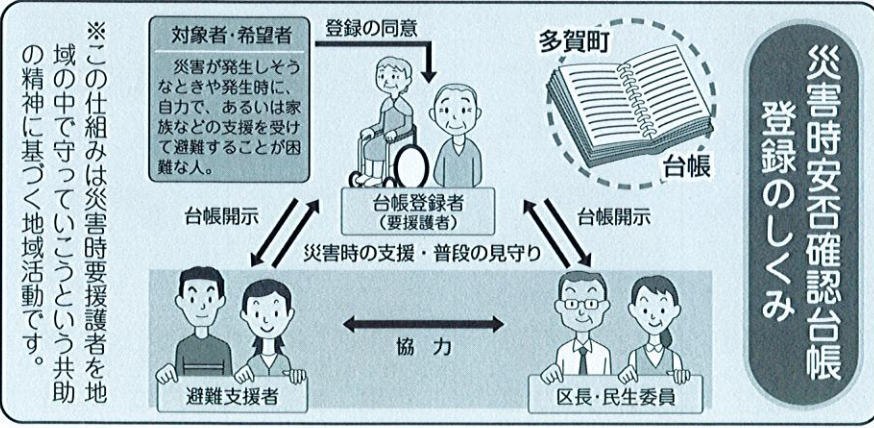 災害時安否確認台帳
登録のしくみ
多賀町
台帳
登録の同意
対象者・希望者
災害が発生しそう
なときや発生時に、
自力で、あるいは家
族などの支援を受け
て避難することが困
難な人。
台帳登録者
(要援護者)
台帳開示
台帳開示
災害時の支援・普段の見守り
協　力
避難支援者
区長・民生委員
※この仕組みは災害時要援護者を地
域の中で守っていこうという共助
の精神に基づく地域活動です。